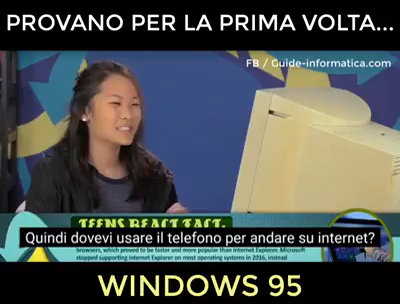 PROVANO PER LA PRIMA VOLTA...
FB / Guide-informatica.com
TEENS REACT FACT:
browsers, which proved to be faster and more popular than Internet Explorer. Microsoft
Quindi dovevi usare il telefono per andare su internet?
stopped supporting Internet Explorer on most operating systems in 2016, instead
WINDOWS 95